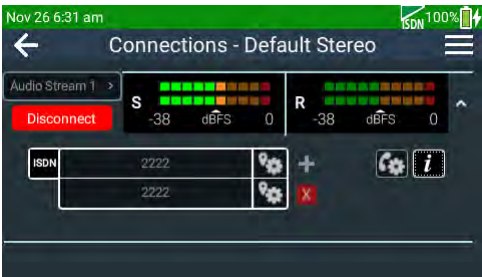 Nov 26 6:31 am ISDN 100%
Connections - Default Stereo
Audio Stream 1 >
Disconnect
S -38 dBFS 0
R -38 dBFS 0
ISDN 2222
2222 X
i